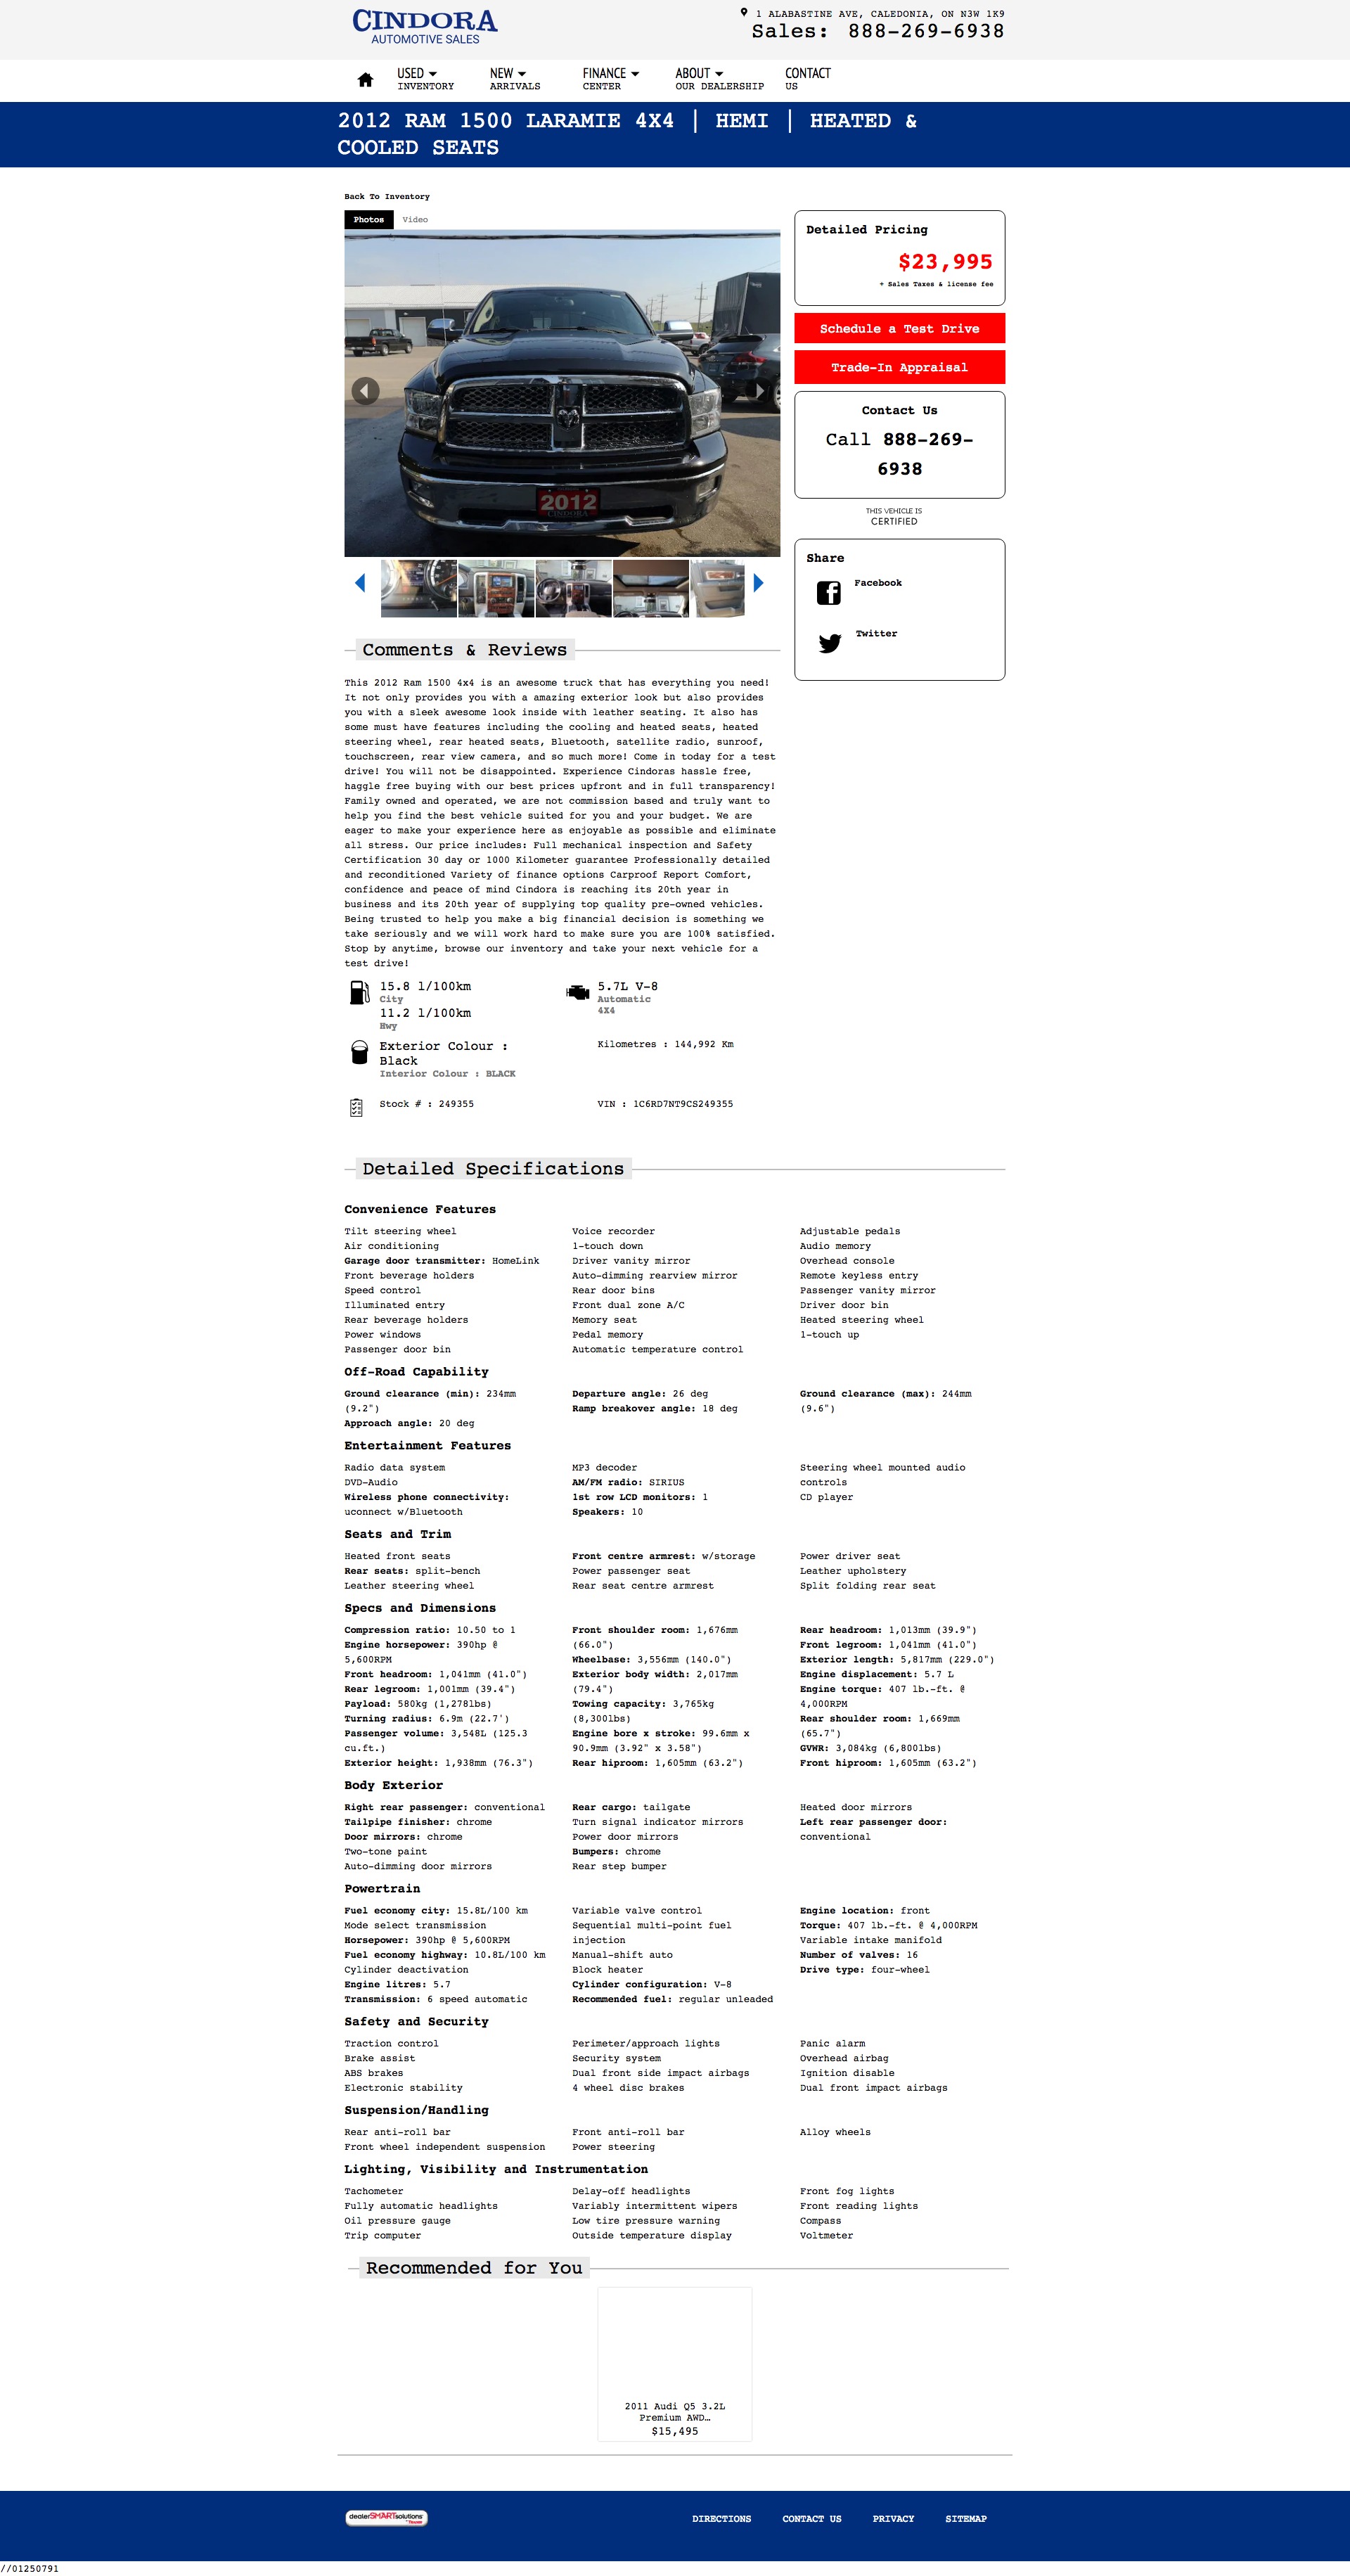 CINDORA
AUTOMOTIVE SALES
1 ALABASTINE AVE, CALEDONIA, ON N3W 1K9
Sales: 888-269-6938
USED
INVENTORY
NEW
ARRIVALS
FINANCE
CENTER
ABOUT
OUR DEALERSHIP
CONTACT
US
2012 RAM 1500 LARAMIE 4X4 | HEMI | HEATED &
COOLED SEATS
Back To Inventory
Photos
Video
2012
CINDORA
Detailed Pricing
$23,995
+ Sales Taxes & license fee
Schedule a Test Drive
Trade-In Appraisal
Contact Us
Call 888-269-
6938
THIS VEHICLE IS
CERTIFIED
Share
Facebook
Twitter
Comments & Reviews
This 2012 Ram 1500 4x4 is an awesome truck that has everything you need!
It not only provides you with a amazing exterior look but also provides
you with a sleek awesome look inside with leather seating. It also has
some must have features including the cooling and heated seats, heated
steering wheel, rear heated seats, Bluetooth, satellite radio, sunroof,
touchscreen, rear view camera, and so much more! Come in today for a test
drive! You will not be disappointed. Experience Cindoras hassle free,
haggle free buying with our best prices upfront and in full transparency!
Family owned and operated, we are not commission based and truly want to
help you find the best vehicle suited for you and your budget. We are
eager to make your experience here as enjoyable as possible and eliminate
all stress. Our price includes: Full mechanical inspection and Safety
Certification 30 day or 1000 Kilometer guarantee Professionally detailed
and reconditioned Variety of finance options Carproof Report Comfort,
confidence and peace of mind Cindora is reaching its 20th year in
business and its 20th year of supplying top quality pre-owned vehicles.
Being trusted to help you make a big financial decision is something we
take seriously and we will work hard to make sure you are 100% satisfied.
Stop by anytime, browse our inventory and take your next vehicle for a
test drive!
15.8 l/100km
City
11.2 l/100km
Hwy
5.7L V-8
Automatic
4X4
Exterior Colour :
Black
Interior Colour : BLACK
Kilometres : 144,992 Km
Stock # : 249355
VIN : 1C6RD7NT9CS249355
Detailed Specifications
Convenience Features
Tilt steering wheel
Air conditioning
Garage door transmitter: HomeLink
Front beverage holders
Speed control
Illuminated entry
Rear beverage holders
Power windows
Passenger door bin
Voice recorder
1-touch down
Driver vanity mirror
Auto-dimming rearview mirror
Rear door bins
Front dual zone A/C
Memory seat
Pedal memory
Automatic temperature control
Adjustable pedals
Audio memory
Overhead console
Remote keyless entry
Passenger vanity mirror
Driver door bin
Heated steering wheel
1-touch up
Off-Road Capability
Ground clearance (min): 234mm
(9.2")
Approach angle: 20 deg
Departure angle: 26 deg
Ramp breakover angle: 18 deg
Ground clearance (max): 244mm
(9.6")
Entertainment Features
Radio data system
DVD-Audio
Wireless phone connectivity:
uconnect w/Bluetooth
MP3 decoder
AM/FM radio: SIRIUS
1st row LCD monitors: 1
Speakers: 10
Steering wheel mounted audio
controls
CD player
Seats and Trim
Heated front seats
Rear seats: split-bench
Leather steering wheel
Front centre armrest: w/storage
Power passenger seat
Rear seat centre armrest
Power driver seat
Leather upholstery
Split folding rear seat
Specs and Dimensions
Compression ratio: 10.50 to 1
Engine horsepower: 390hp @
5,600RPM
Front headroom: 1,041mm (41.0")
Rear legroom: 1,001mm (39.4")
Payload: 580kg (1,278lbs)
Turning radius: 6.9m (22.7')
Passenger volume: 3,548L (125.3
cu.ft.)
Exterior height: 1,938mm (76.3")
Front shoulder room: 1,676mm
(66.0")
Wheelbase: 3,556mm (140.0")
Exterior body width: 2,017mm
(79.4")
Towing capacity: 3,765kg
(8,300lbs)
Engine bore x stroke: 99.6mm x
90.9mm (3.92" x 3.58")
Rear hiproom: 1,605mm (63.2")
Rear headroom: 1,013mm (39.9")
Front legroom: 1,041mm (41.0")
Exterior length: 5,817mm (229.0")
Engine displacement: 5.7 L
Engine torque: 407 lb.-ft. @
4,000RPM
Rear shoulder room: 1,669mm
(65.7")
GVWR: 3,084kg (6,800lbs)
Front hiproom: 1,605mm (63.2")
Body Exterior
Right rear passenger: conventional
Tailpipe finisher: chrome
Door mirrors: chrome
Two-tone paint
Auto-dimming door mirrors
Rear cargo: tailgate
Turn signal indicator mirrors
Power door mirrors
Bumpers: chrome
Rear step bumper
Heated door mirrors
Left rear passenger door:
conventional
Powertrain
Fuel economy city: 15.8L/100 km
Mode select transmission
Horsepower: 390hp @ 5,600RPM
Fuel economy highway: 10.8L/100 km
Cylinder deactivation
Engine litres: 5.7
Transmission: 6 speed automatic
Variable valve control
Sequential multi-point fuel
injection
Manual-shift auto
Block heater
Cylinder configuration: V-8
Recommended fuel: regular unleaded
Engine location: front
Torque: 407 lb.-ft. @ 4,000RPM
Variable intake manifold
Number of valves: 16
Drive type: four-wheel
Safety and Security
Traction control
Brake assist
ABS brakes
Electronic stability
Perimeter/approach lights
Security system
Dual front side impact airbags
4 wheel disc brakes
Panic alarm
Overhead airbag
Ignition disable
Dual front impact airbags
Suspension/Handling
Rear anti-roll bar
Front wheel independent suspension
Front anti-roll bar
Power steering
Alloy wheels
Lighting, Visibility and Instrumentation
Tachometer
Fully automatic headlights
Oil pressure gauge
Trip computer
Delay-off headlights
Variably intermittent wipers
Low tire pressure warning
Outside temperature display
Front fog lights
Front reading lights
Compass
Voltmeter
Recommended for You
2011 Audi Q5 3.2L
Premium AWD…
$15,495
dealerSMARTsolutions
DIRECTIONS
CONTACT US
PRIVACY
SITEMAP
//01250791